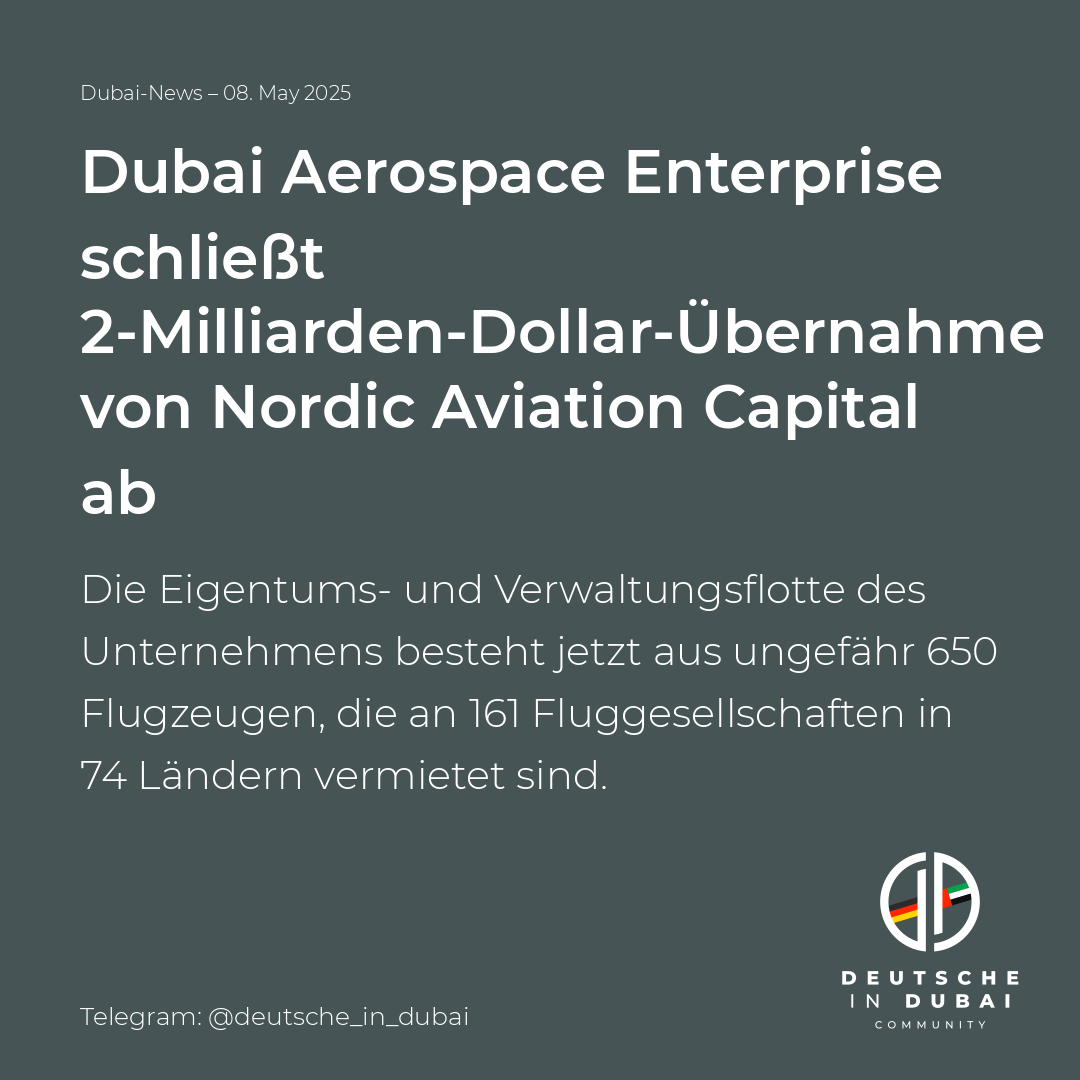 Dubai-News – 08. May 2025
Dubai Aerospace Enterprise
schließt
2-Milliarden-Dollar-Übernahme
von Nordic Aviation Capital
ab
Die Eigentums- und Verwaltungsflotte des
Unternehmens besteht jetzt aus ungefähr 650
Flugzeugen, die an 161 Fluggesellschaften in
74 Ländern vermietet sind.
DEUTSCHE
IN DUBAI
COMMUNITY
Telegram: @deutsche_in_dubai